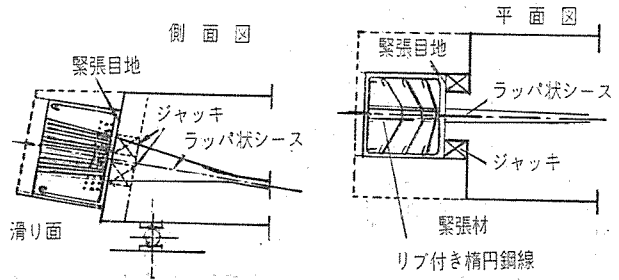 側面図
緊張目地
ジャッキ
ラッパ状シース
滑り面
平面図
緊張目地
ラッパ状シース
ジャッキ
緊張材
リブ付き楕円鋼線